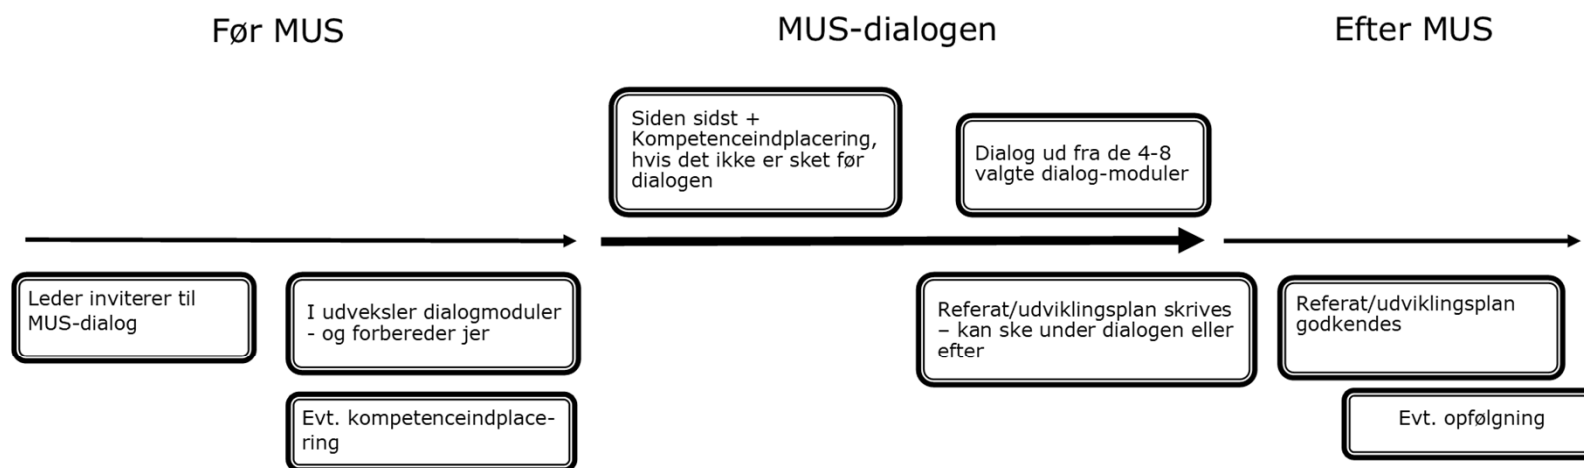 Før MUS
MUS-dialogen
Efter MUS
Siden sidst +
Kompetenceindplacering,
hvis det ikke er sket før
dialogen
Dialog ud fra de 4-8
valgte dialog-moduler
Leder inviterer til
MUS-dialog
I udveksler dialogmoduler
- og forbereder jer
Evt. kompetenceindplace-
ring
Referat/udviklingsplan skrives
– kan ske under dialogen eller
efter
Referat/udviklingsplan
godkendes
Evt. opfølgning